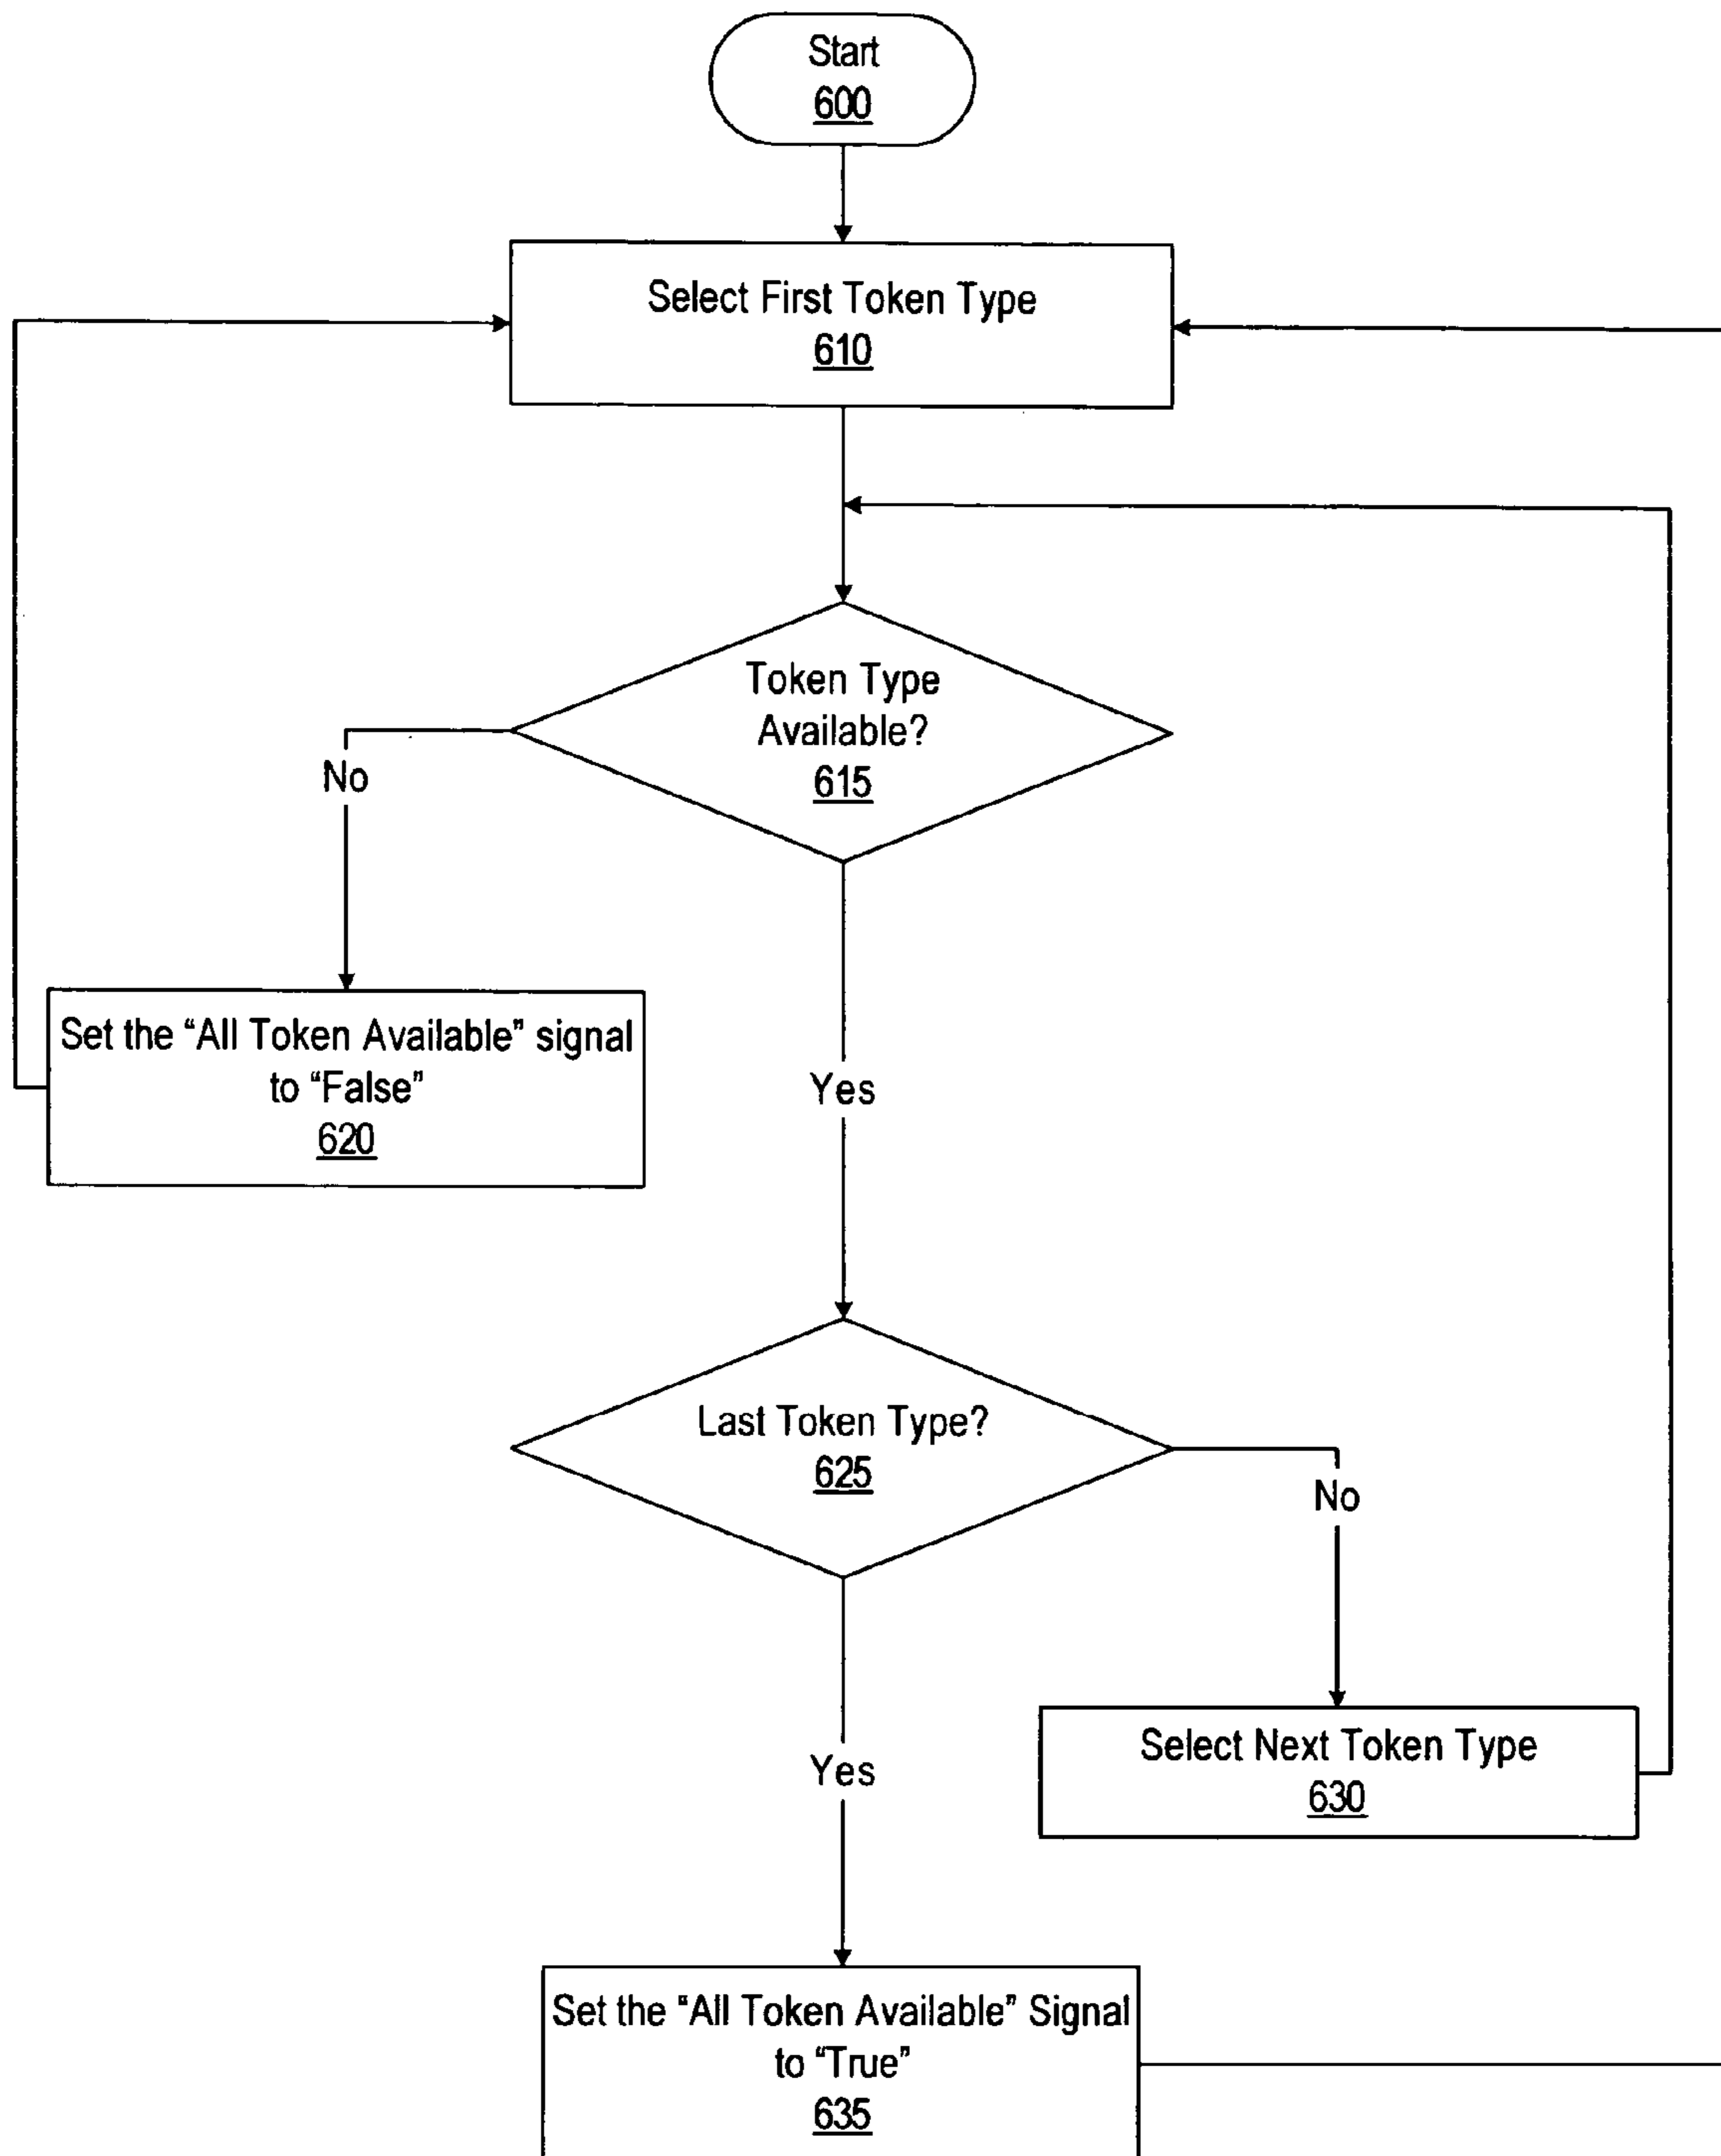 Start
600
Select First Token Type
610
Token Type
Available?
615
No
Set the “All Token Available” signal
to “False”
620
Yes
Last Token Type?
625
No
Select Next Token Type
630
Yes
Set the “All Token Available” Signal
to “True”
635